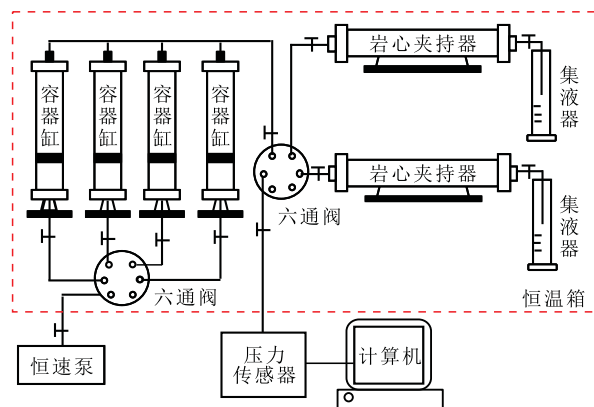 岩心夹持器
集液器
容器缸
容器缸
容器缸
容器缸
岩心夹持器
集液器
六通阀
六通阀
恒温箱
恒速泵
压力
传感器
计算机